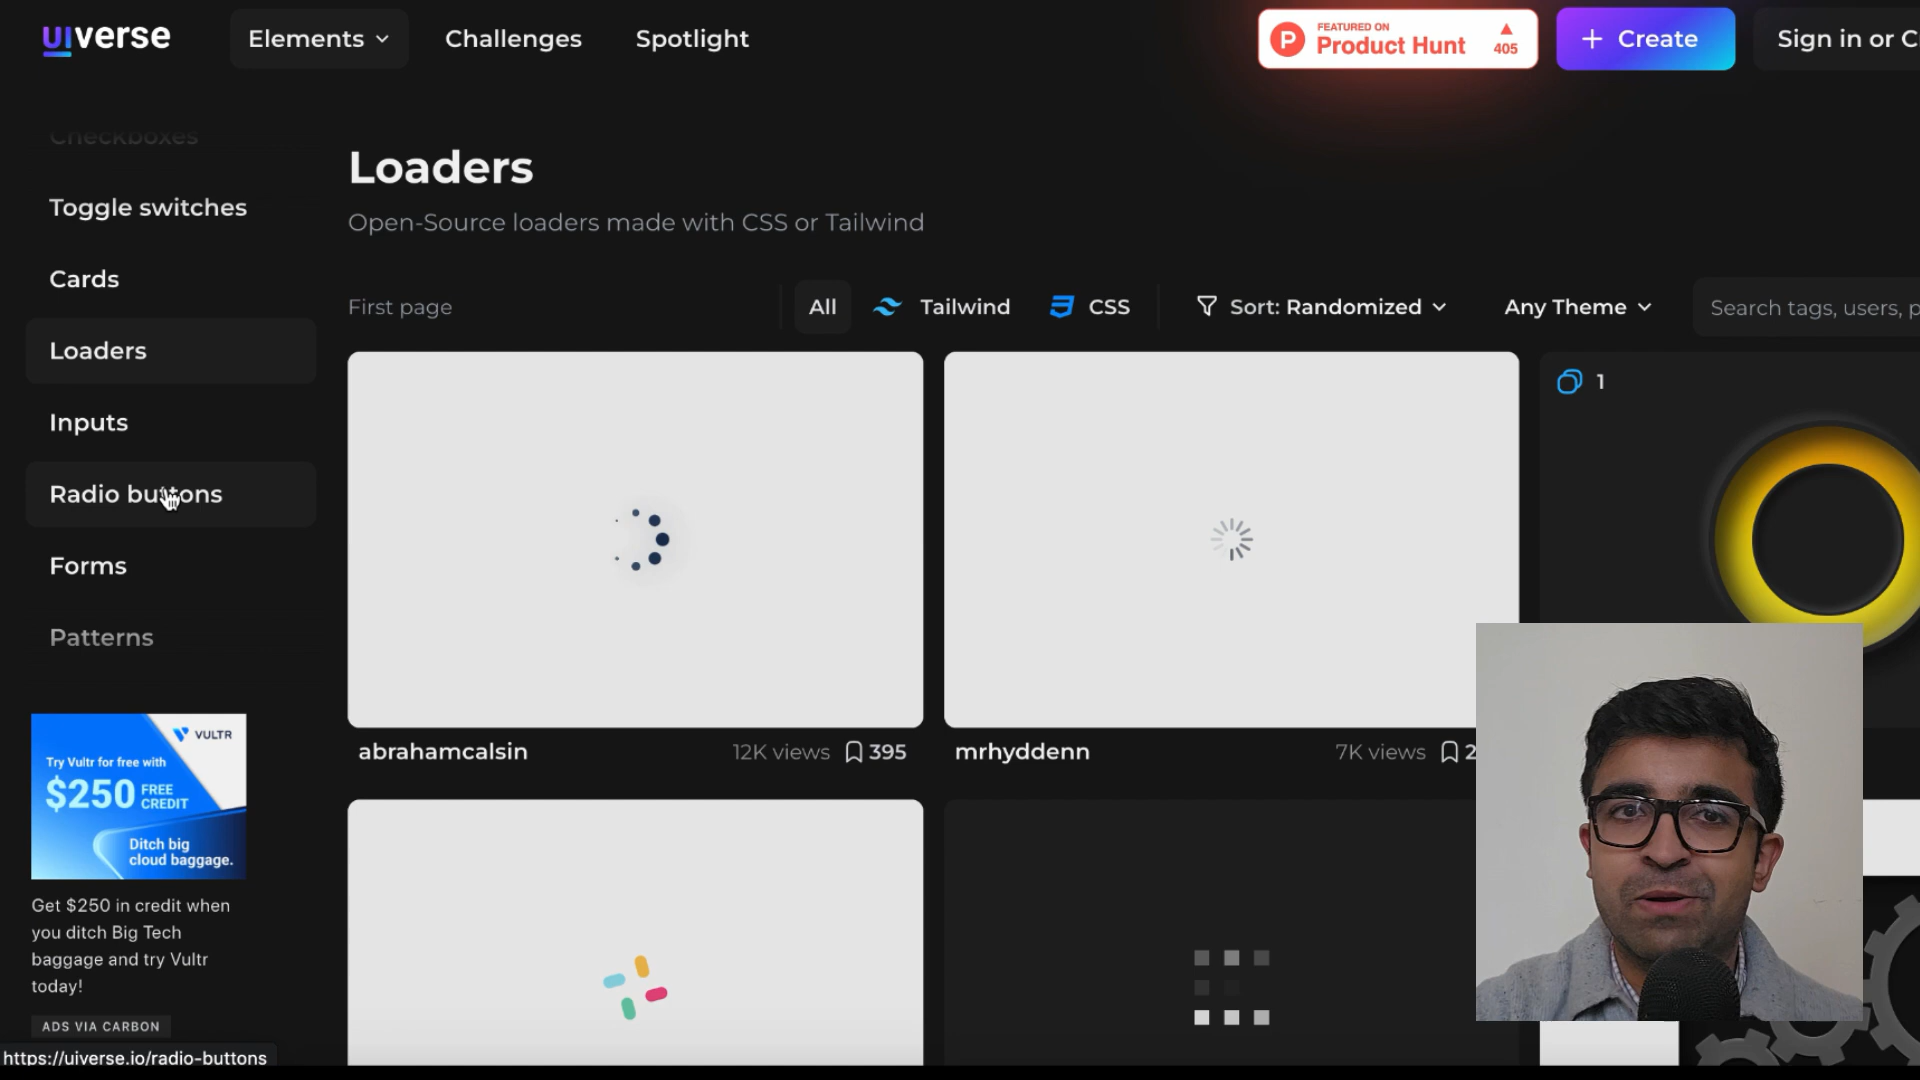 uiverse
Elements
Challenges
Spotlight
FEATURED ON
Product Hunt
405
+ Create
Sign in or C
Checkboxes
Toggle switches
Cards
Loaders
Inputs
Radio buttons
Forms
Patterns
VULTR
Try Vultr for free with
$250 FREE
CREDIT
Ditch big
cloud baggage.
Get $250 in credit when
you ditch Big Tech
baggage and try Vultr
today!
ADS VIA CARBON
https://uiverse.io/radio-buttons
Loaders
Open-Source loaders made with CSS or Tailwind
First page
All
Tailwind
CSS
Sort: Randomized
Any Theme
Search tags, users, p
1
abrahamcalsin
12K views
395
mrhyddenn
7K views
2